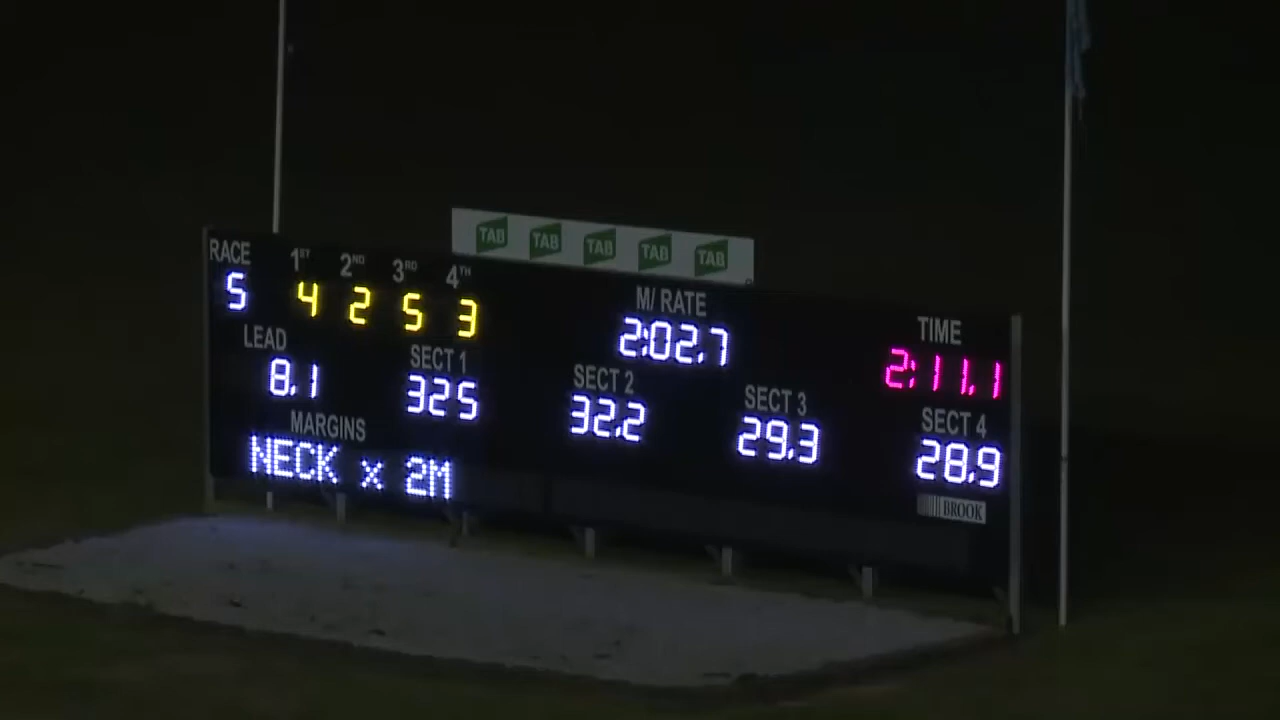 TAB TAB TAB TAB TAB
RACE 1ST 2ND 3RD 4TH
5 4 2 5 3
M/ RATE
2:02.7
TIME
2:11.1
LEAD
8.1
SECT 1
325
SECT 2
32.2
SECT 3
29.3
SECT 4
28.9
MARGINS
NECK x 2M
BROOK